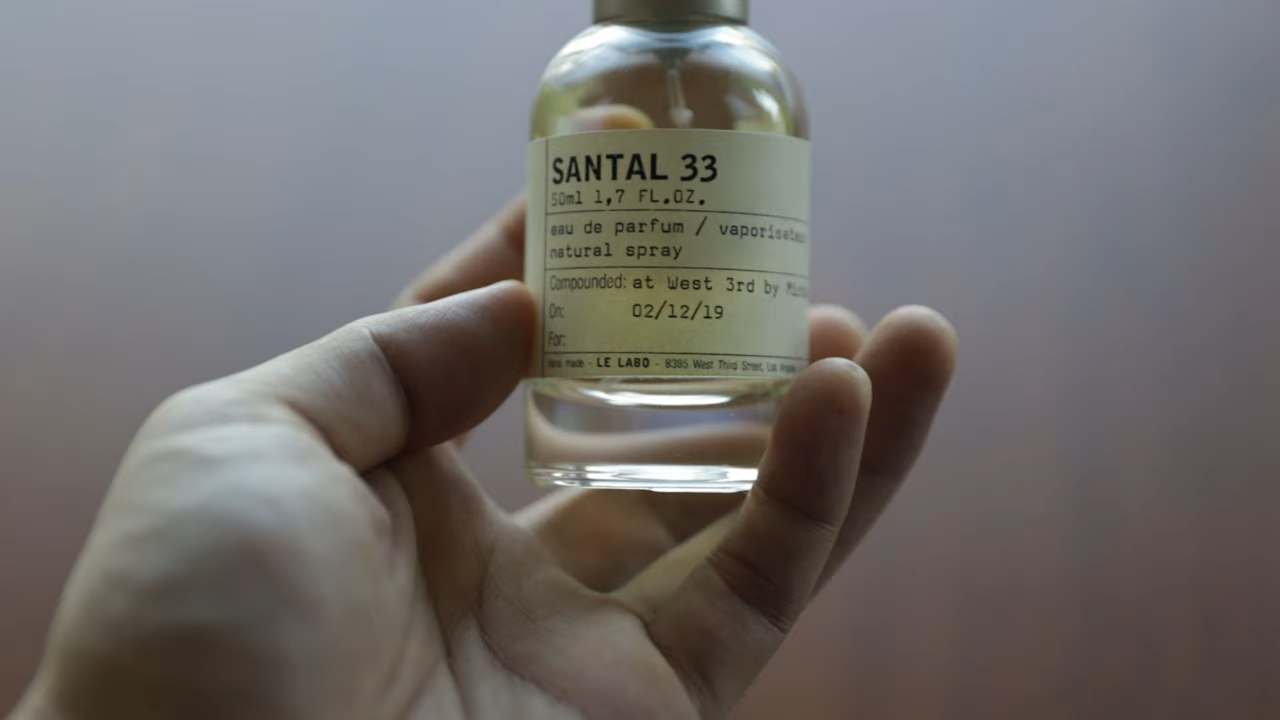 SANTAL 33
50ml 1,7 FL.OZ.
eau de parfum / vaporisateu
natural spray
Compounded: at West 3rd by
On: 02/12/19
For:
Hand made - LE LABO - 8385 West Third Street, Los Angeles